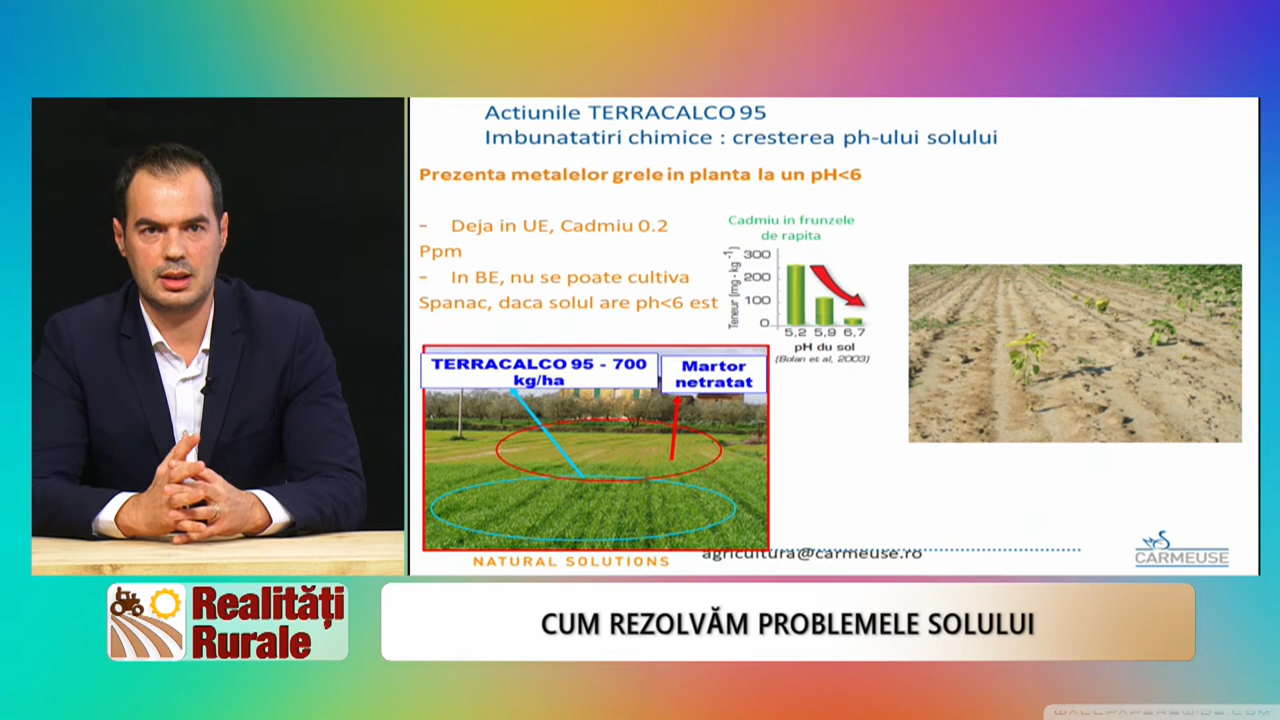 Actiunile TERRACALCO 95
Imbunatatiri chimice : cresterea ph-ului solului
Prezenta metalelor grele in planta la un pH<6
- Deja in UE, Cadmiu 0.2
Ppm
- In BE, nu se poate cultiva
Spanac, daca solul are ph<6 est
Cadmiu in frunzele
de rapita
Teneur (mg - kg⁻¹)
300
200
100
0
5,2 5,9 6,7
pH du sol
(Bolan et al, 2003)
TERRACALCO 95 - 700
kg/ha
Martor
netratat
NATURAL SOLUTIONS
agricultura@carmeuse.ro
CARMEUSE
Realități
Rurale
CUM REZOLVĂM PROBLEMELE SOLULUI
WALLPAPERSWIDE.COM